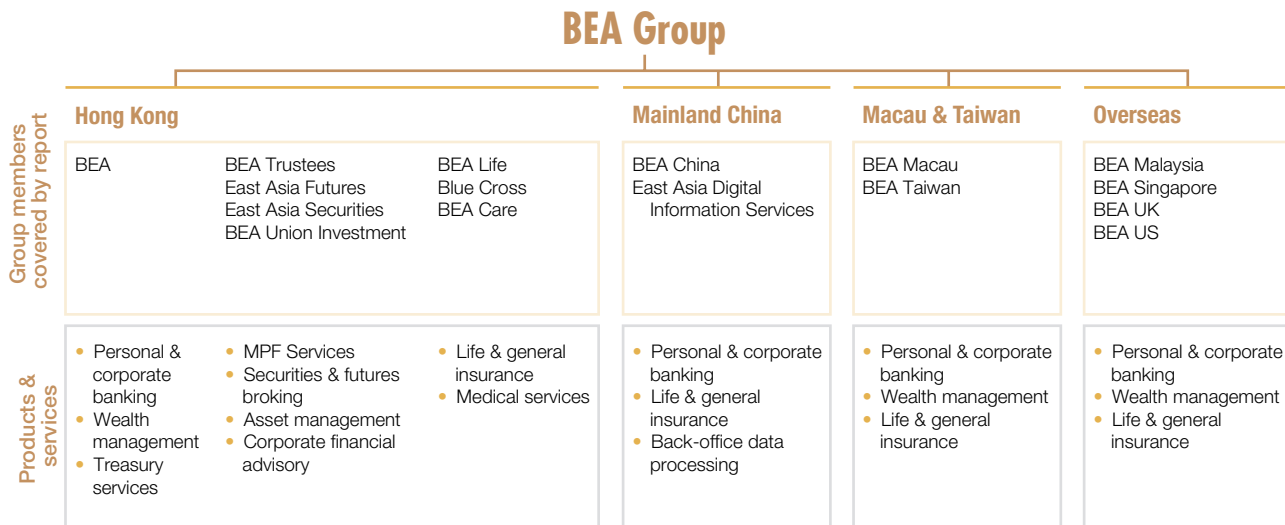 BEA Group
Group members
covered by report
Hong Kong
BEA
BEA Trustees
East Asia Futures
East Asia Securities
BEA Union Investment
BEA Life
Blue Cross
BEA Care
Mainland China
BEA China
East Asia Digital
Information Services
Macau & Taiwan
BEA Macau
BEA Taiwan
Overseas
BEA Malaysia
BEA Singapore
BEA UK
BEA US
Products &
services
• Personal &
corporate
banking
• Wealth
management
• Treasury
services
• MPF Services
• Securities & futures
broking
• Asset management
• Corporate financial
advisory
• Life & general
insurance
• Medical services
• Personal & corporate
banking
• Life & general
insurance
• Back-office data
processing
• Personal & corporate
banking
• Wealth management
• Life & general
insurance
• Personal & corporate
banking
• Wealth management
• Life & general
insurance